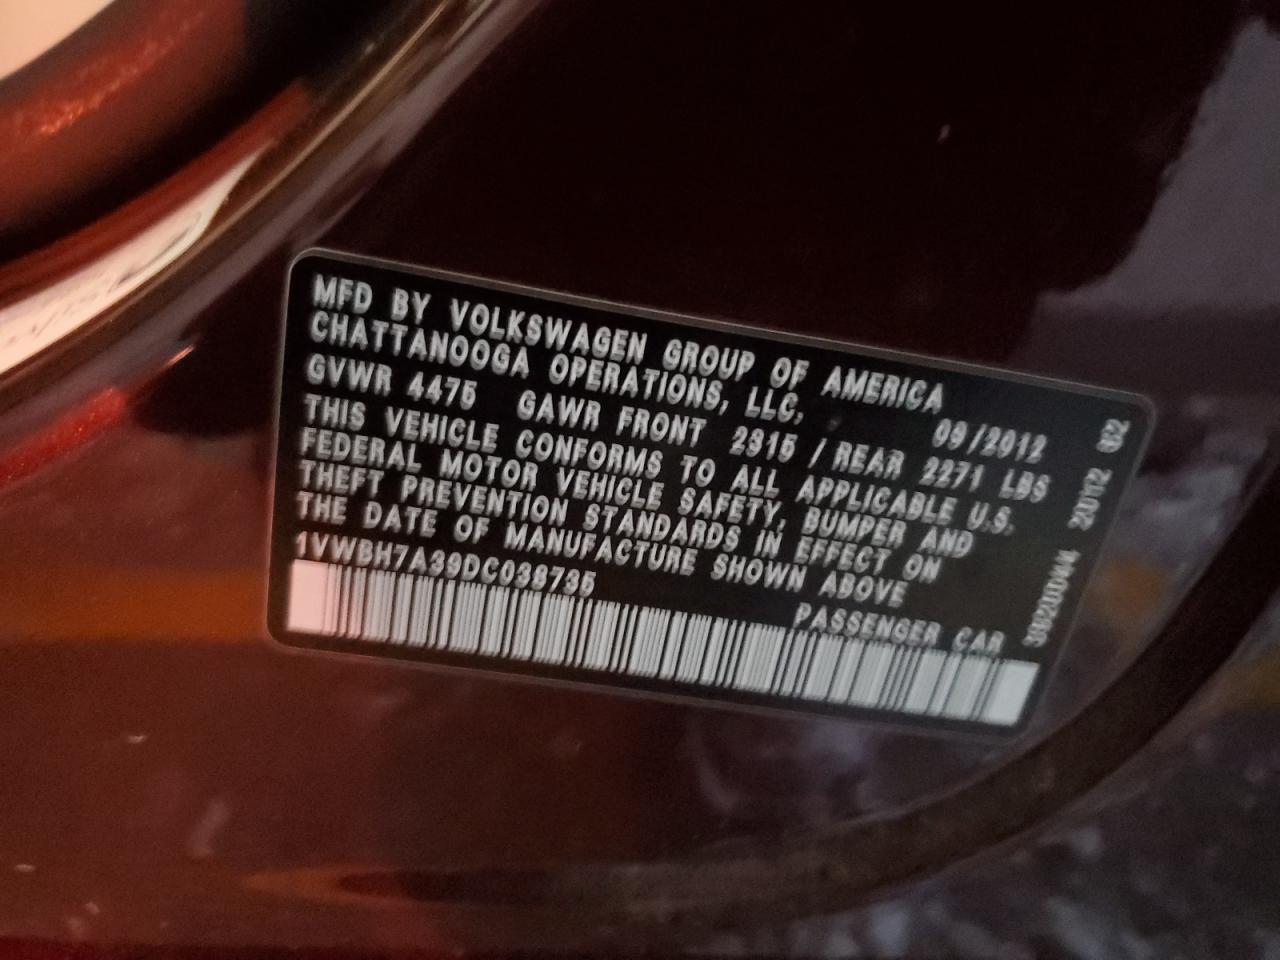 MFD BY VOLKSWAGEN GROUP OF AMERICA
CHATTANOOGA OPERATIONS, LLC, 09/2012
GVWR 4475 GAWR FRONT 2315 / REAR 2271 LBS
THIS VEHICLE CONFORMS TO ALL APPLICABLE U.S.
FEDERAL MOTOR VEHICLE SAFETY, BUMPER AND
THEFT PREVENTION STANDARDS IN EFFECT ON
THE DATE OF MANUFACTURE SHOWN ABOVE
1VWBH7A39DC038735
PASSENGER CAR
2012